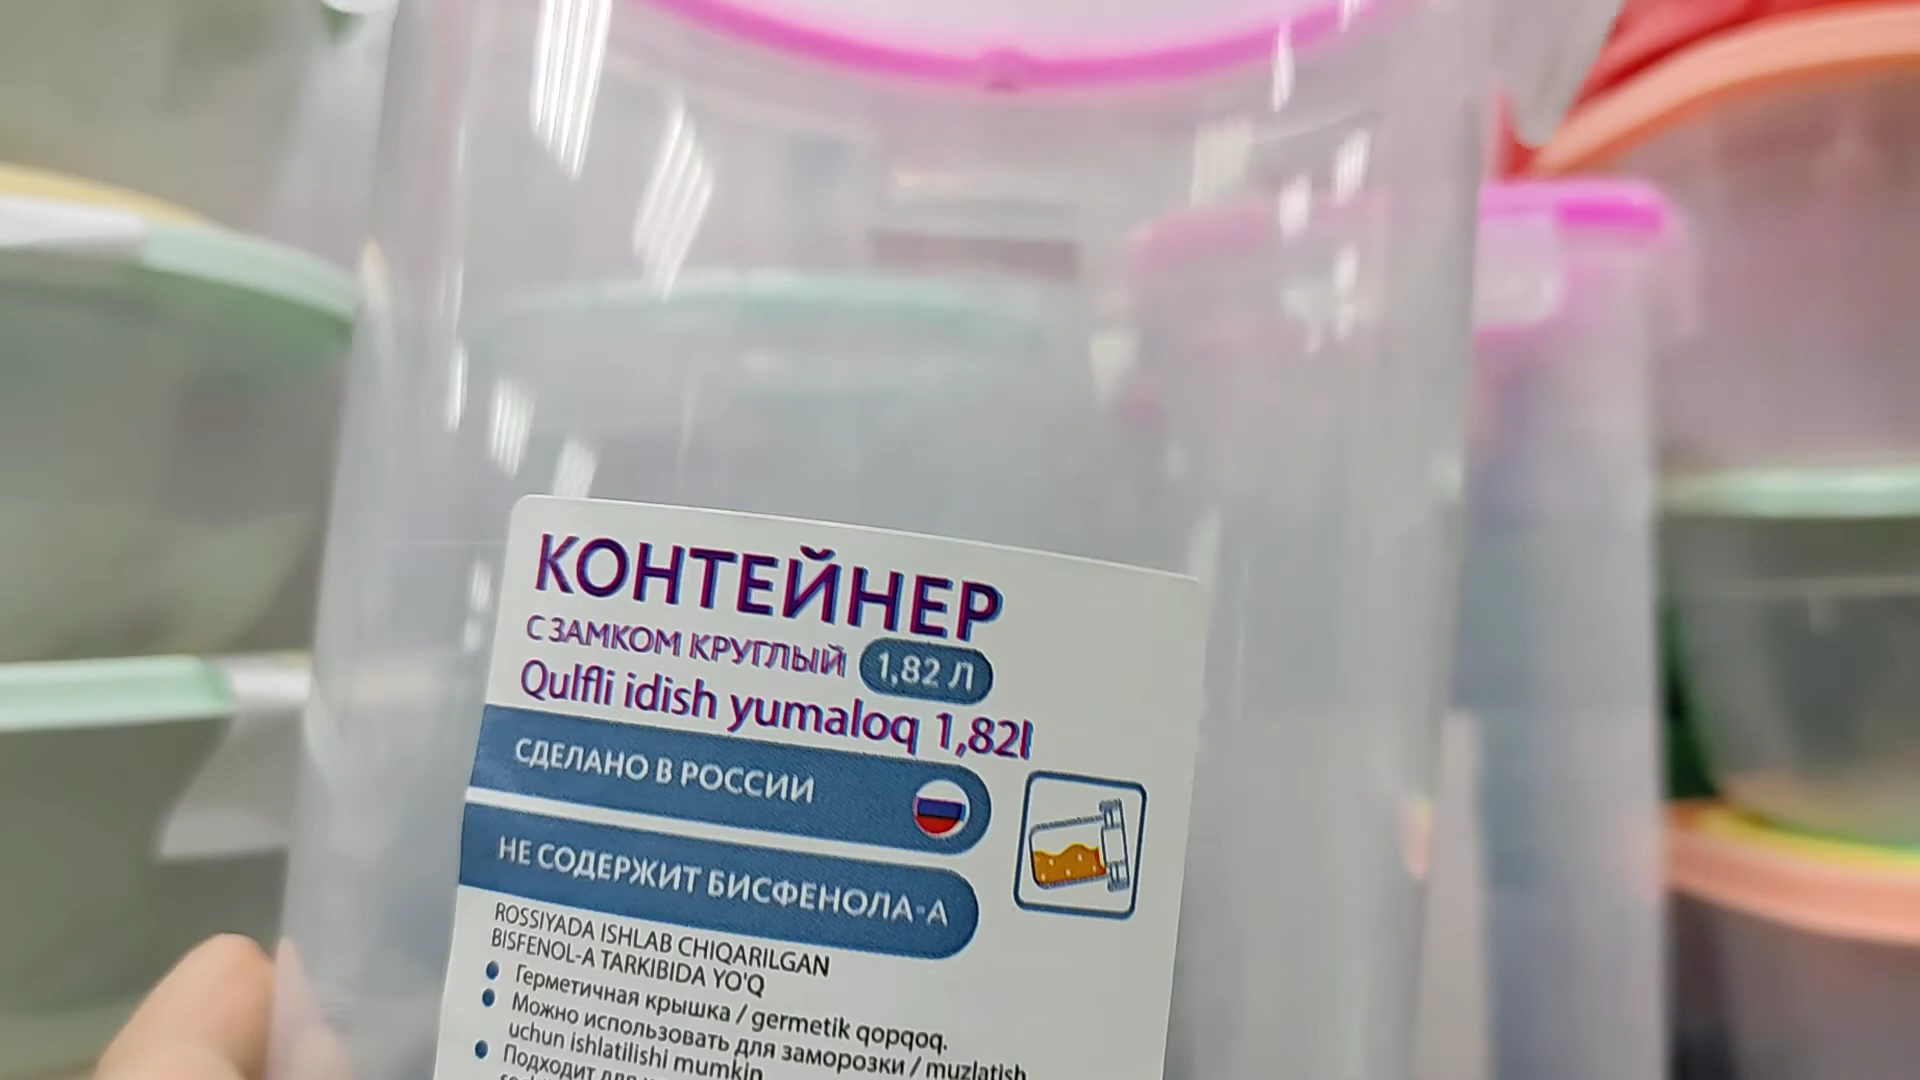 КОНТЕЙНЕР
С ЗАМКОМ КРУГЛЫЙ 1,82 Л
Qulfli idish yumaloq 1,82l
СДЕЛАНО В РОССИИ
НЕ СОДЕРЖИТ БИСФЕНОЛА-А
ROSSIYADA ISHLAB CHIQARILGAN
BISFENOL-A TARKIBIDA YO'Q
Герметичная крышка / germetik qopqoq.
Можно использовать для заморозки / muzlatish
uchun ishlatilishi mumkin
Подходит для